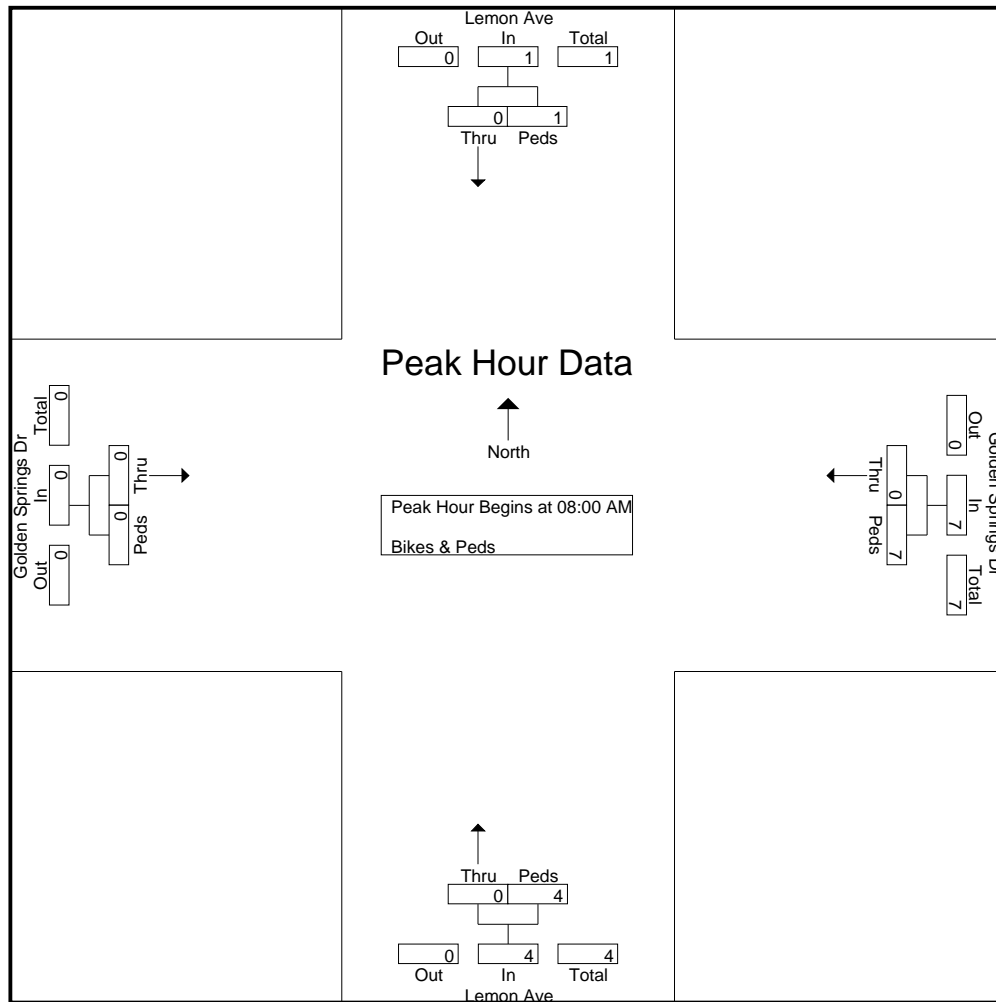 Lemon Ave
Out In Total
0 1 1
0 1
Thru Peds
Peak Hour Data
North
Peak Hour Begins at 08:00 AM
Bikes & Peds
Golden Springs Dr
Out In Total
0 0 0
0 0
Peds Thru
Golden Springs Dr
Out In Total
0 7 7
0 7
Thru Peds
Thru Peds
0 4
0 4 4
Out In Total
Lemon Ave